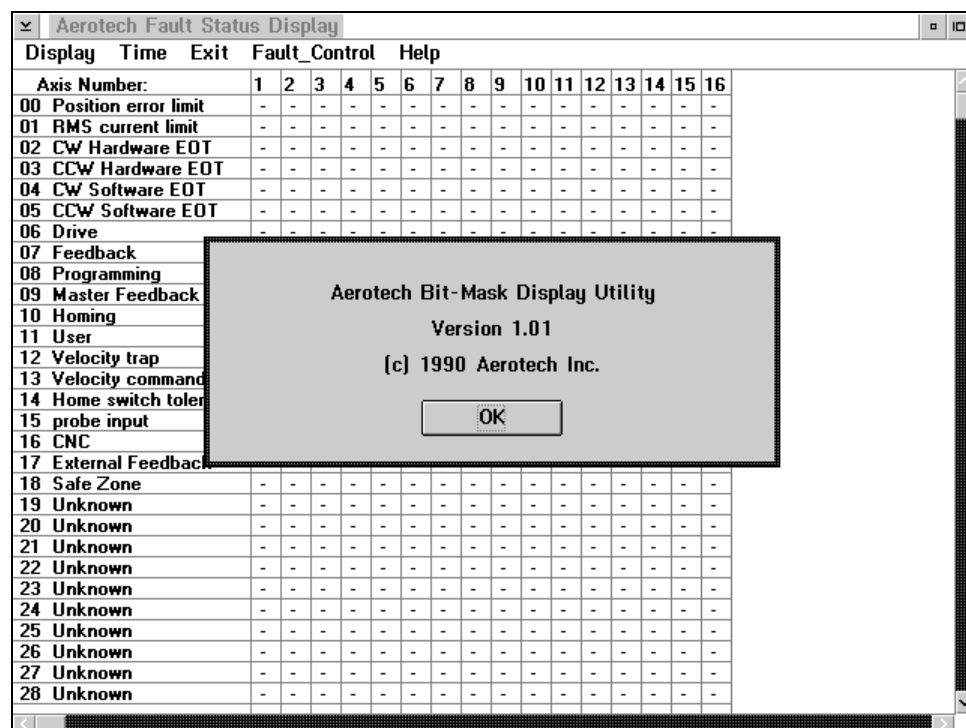 Aerotech Fault Status Display
Display Time Exit Fault_Control Help
Axis Number: 1 2 3 4 5 6 7 8 9 10 11 12 13 14 15 16
00 Position error limit - - - - - - - - - - - - - - - -
01 RMS current limit - - - - - - - - - - - - - - - -
02 CW Hardware EOT - - - - - - - - - - - - - - - -
03 CCW Hardware EOT - - - - - - - - - - - - - - - -
04 CW Software EOT - - - - - - - - - - - - - - - -
05 CCW Software EOT - - - - - - - - - - - - - - - -
06 Drive - - - - - - - - - - - - - - - -
07 Feedback
08 Programming
09 Master Feedback
10 Homing
11 User
12 Velocity trap
13 Velocity command
14 Home switch toler
15 probe input
16 CNC
17 External Feedback
Aerotech Bit-Mask Display Utility
Version 1.01
(c) 1990 Aerotech Inc.
OK
18 Safe Zone - - - - - - - - - - - - - - - -
19 Unknown - - - - - - - - - - - - - - - -
20 Unknown - - - - - - - - - - - - - - - -
21 Unknown - - - - - - - - - - - - - - - -
22 Unknown - - - - - - - - - - - - - - - -
23 Unknown - - - - - - - - - - - - - - - -
24 Unknown - - - - - - - - - - - - - - - -
25 Unknown - - - - - - - - - - - - - - - -
26 Unknown - - - - - - - - - - - - - - - -
27 Unknown - - - - - - - - - - - - - - - -
28 Unknown - - - - - - - - - - - - - - - -